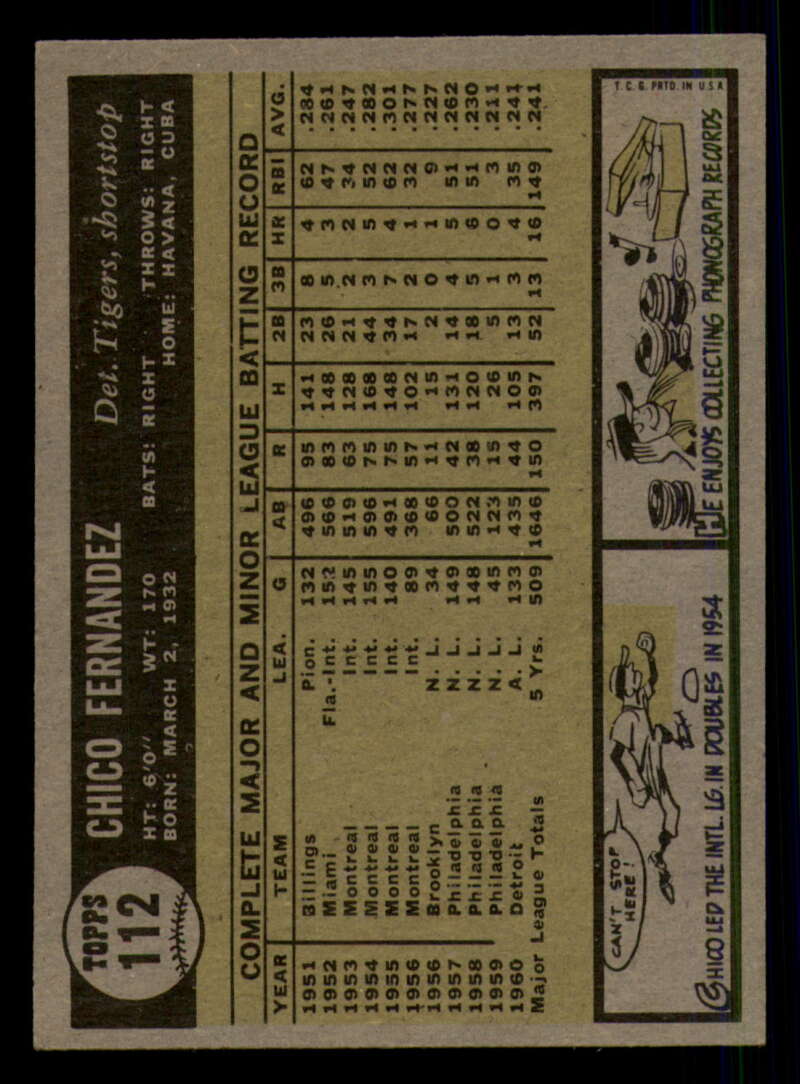 TOPPS
112
CHICO FERNANDEZ Det. Tigers, shortstop
HT: 6'0" WT: 170 BATS: RIGHT THROWS: RIGHT
BORN: MARCH 2, 1932 HOME: HAVANA, CUBA
COMPLETE MAJOR AND MINOR LEAGUE BATTING RECORD
YEAR TEAM LEA. G AB R H 2B 3B HR RBI AVG.
1951 Billings Pion. 132 496 95 141 23 8 4 62 .284
1952 Miami Fla.-Int. 152 566 83 148 26 5 3 47 .261
1953 Montreal Int. 145 519 63 128 21 2 2 34 .247
1954 Montreal Int. 155 596 75 168 44 3 5 52 .282
1955 Montreal Int. 140 491 75 148 34 7 4 62 .301
1956 Montreal Int. 89 368 57 102 17 2 1 32 .277
1956 Brooklyn N. L. 34 66 11 15 2 0 1 9 .227
1957 Philadelphia N. L. 149 500 42 131 14 4 5 51 .262
1958 Philadelphia N. L. 148 522 38 120 18 5 6 51 .230
1959 Philadelphia N. L. 45 123 15 26 5 1 0 3 .211
1960 Detroit A. L. 133 435 44 105 13 3 4 35 .241
Major League Totals 5 Yrs. 509 1646 150 397 52 13 16 149 .241
CAN'T STOP
HERE!
CHICO LED THE INTL. LG. IN DOUBLES IN 1954
T. C. G. PRTD. IN U S A
HE ENJOYS COLLECTING PHONOGRAPH RECORDS